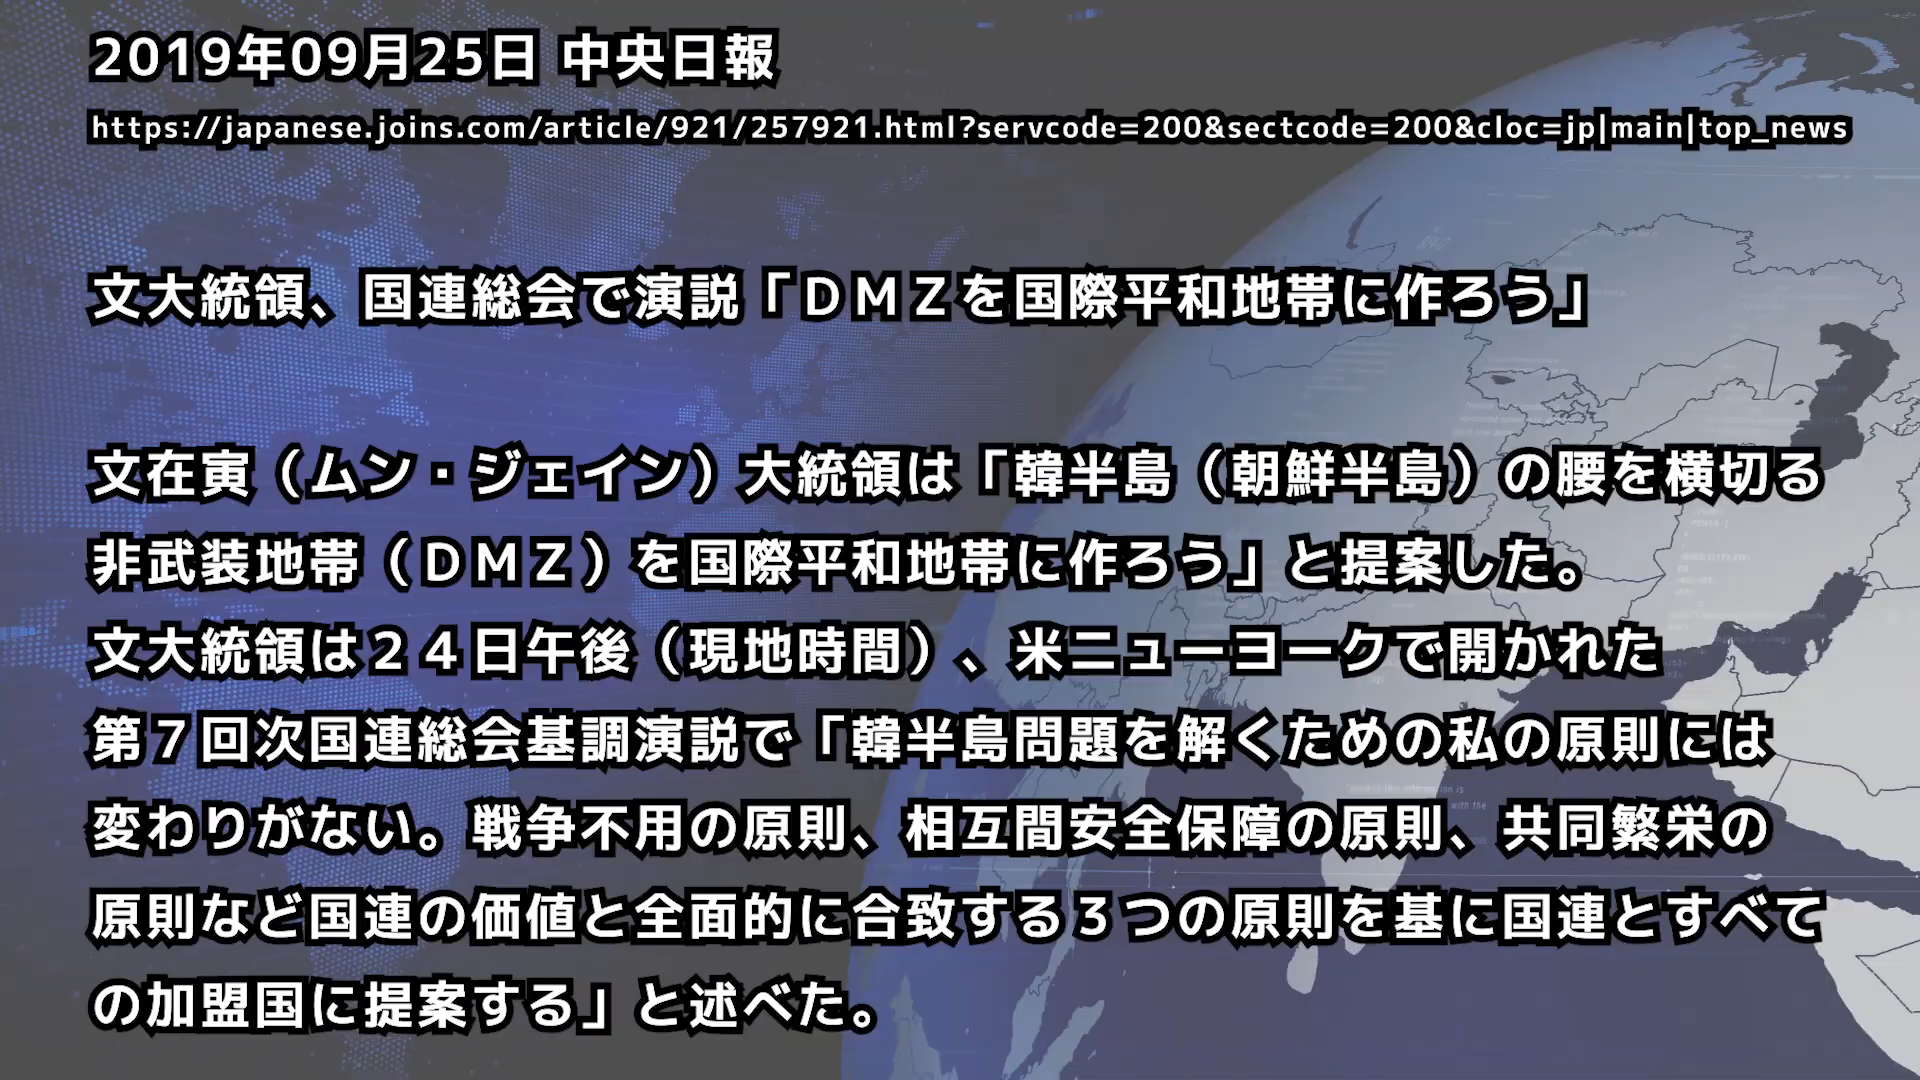 2019年09月25日 中央日報
https://japanese.joins.com/article/921/257921.html?servcode=200&sectcode=200&cloc=jp|main|top_news
文大統領、国連総会で演説「ＤＭＺを国際平和地帯に作ろう」
文在寅（ムン・ジェイン）大統領は「韓半島（朝鮮半島）の腰を横切る
非武装地帯（ＤＭＺ）を国際平和地帯に作ろう」と提案した。
文大統領は２４日午後（現地時間）、米ニューヨークで開かれた
第７回次国連総会基調演説で「韓半島問題を解くための私の原則には
変わりがない。戦争不用の原則、相互間安全保障の原則、共同繁栄の
原則など国連の価値と全面的に合致する３つの原則を基に国連とすべて
の加盟国に提案する」と述べた。